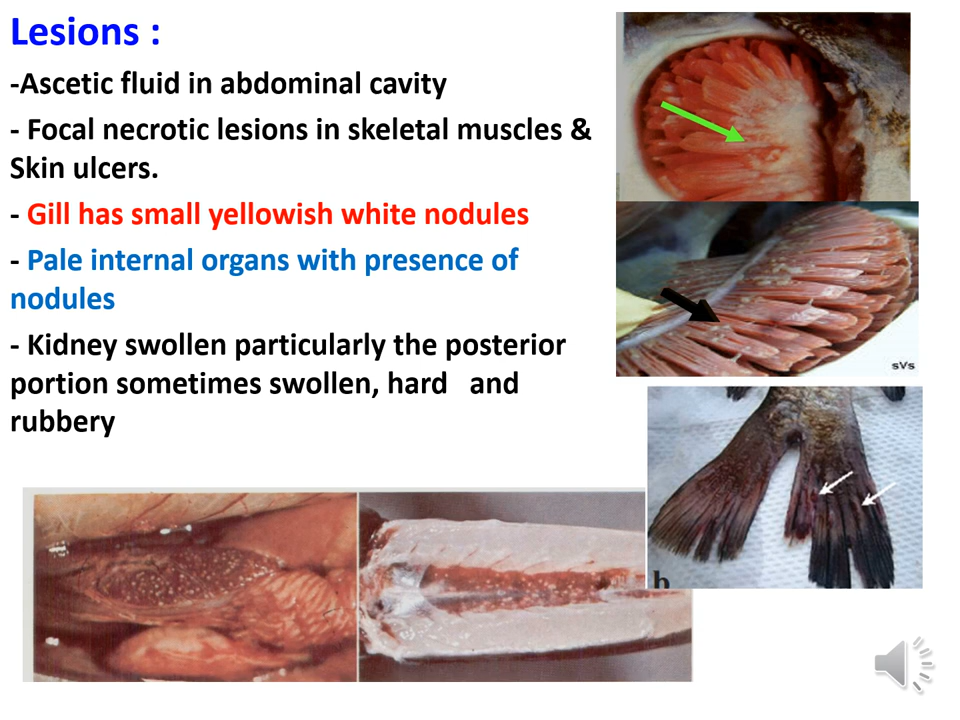 Lesions :
-Ascetic fluid in abdominal cavity
- Focal necrotic lesions in skeletal muscles &
Skin ulcers.
- Gill has small yellowish white nodules
- Pale internal organs with presence of
nodules
- Kidney swollen particularly the posterior
portion sometimes swollen, hard   and
rubbery
sVs
b